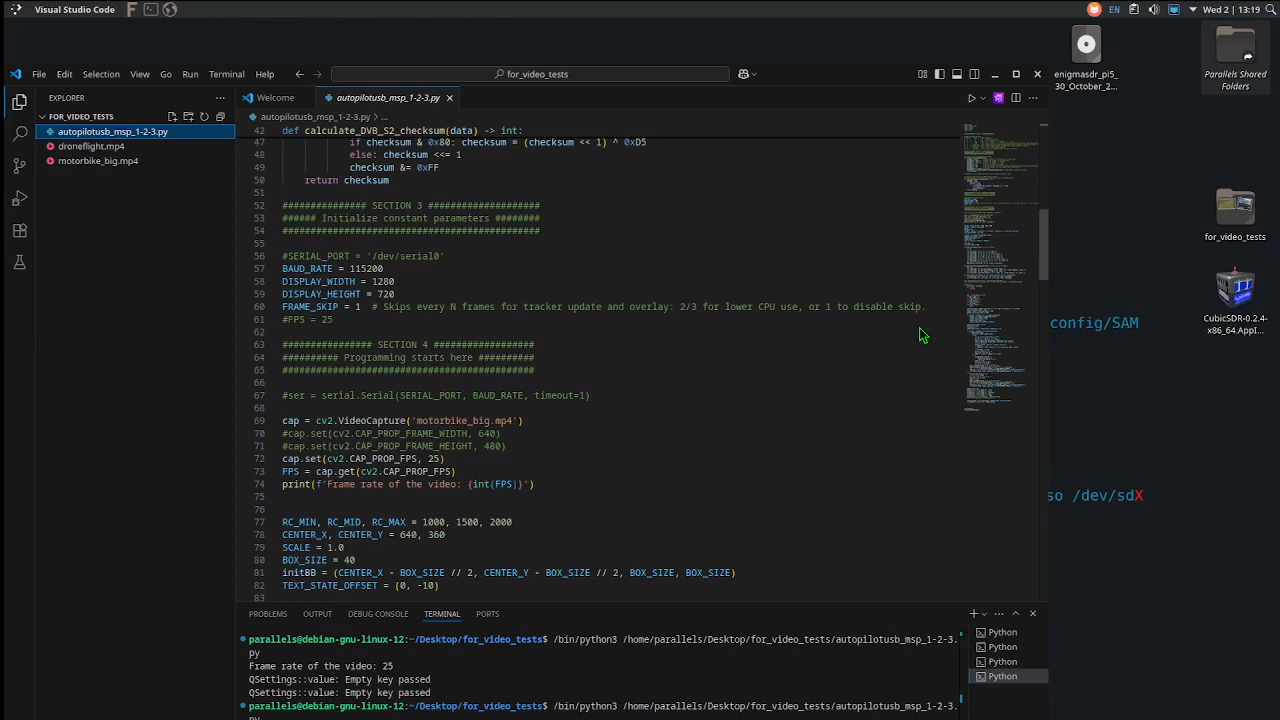 Visual Studio Code
EN
Wed 2 | 13:19
File Edit Selection View Go Run Terminal Help
for_video_tests
EXPLORER
FOR_VIDEO_TESTS
autopilotusb_msp_1-2-3.py
droneflight.mp4
motorbike_big.mp4
Welcome
autopilotusb_msp_1-2-3.py
autopilotusb_msp_1-2-3.py > ...
42 def calculate_DVB_S2_checksum(data) -> int:
47 if checksum & 0x80: checksum = (checksum << 1) ^ 0xD5
48 else: checksum <<= 1
49 checksum &= 0xFF
50 return checksum
51
52 ############### SECTION 3 ####################
53 ###### Initialize constant parameters ########
54 ##############################################
55
56 #SERIAL_PORT = '/dev/serial0'
57 BAUD_RATE = 115200
58 DISPLAY_WIDTH = 1280
59 DISPLAY_HEIGHT = 720
60 FRAME_SKIP = 1 # Skips every N frames for tracker update and overlay: 2/3 for lower CPU use, or 1 to disable skip.
61 #FPS = 25
62
63 ################ SECTION 4 ##################
64 ########## Programming starts here ##########
65 #############################################
66
67 #ser = serial.Serial(SERIAL_PORT, BAUD_RATE, timeout=1)
68
69 cap = cv2.VideoCapture('motorbike_big.mp4')
70 #cap.set(cv2.CAP_PROP_FRAME_WIDTH, 640)
71 #cap.set(cv2.CAP_PROP_FRAME_HEIGHT, 480)
72 cap.set(cv2.CAP_PROP_FPS, 25)
73 FPS = cap.get(cv2.CAP_PROP_FPS)
74 print(f'Frame rate of the video: {int(FPS)}')
75
76
77 RC_MIN, RC_MID, RC_MAX = 1000, 1500, 2000
78 CENTER_X, CENTER_Y = 640, 360
79 SCALE = 1.0
80 BOX_SIZE = 40
81 initBB = (CENTER_X - BOX_SIZE // 2, CENTER_Y - BOX_SIZE // 2, BOX_SIZE, BOX_SIZE)
82 TEXT_STATE_OFFSET = (0, -10)
83
PROBLEMS OUTPUT DEBUG CONSOLE TERMINAL PORTS
parallels@debian-gnu-linux-12:~/Desktop/for_video_tests$ /bin/python3 /home/parallels/Desktop/for_video_tests/autopilotusb_msp_1-2-3.
py
Frame rate of the video: 25
QSettings::value: Empty key passed
QSettings::value: Empty key passed
parallels@debian-gnu-linux-12:~/Desktop/for_video_tests$ /bin/python3 /home/parallels/Desktop/for_video_tests/autopilotusb_msp_1-2-3.
py
Python
Python
Python
Python
enigmasdr_pi5_
30_October_2...
Parallels Shared
Folders
for_video_tests
CubicSDR-0.2.4-
x86_64.AppI...
config/SAM
so /dev/sdX